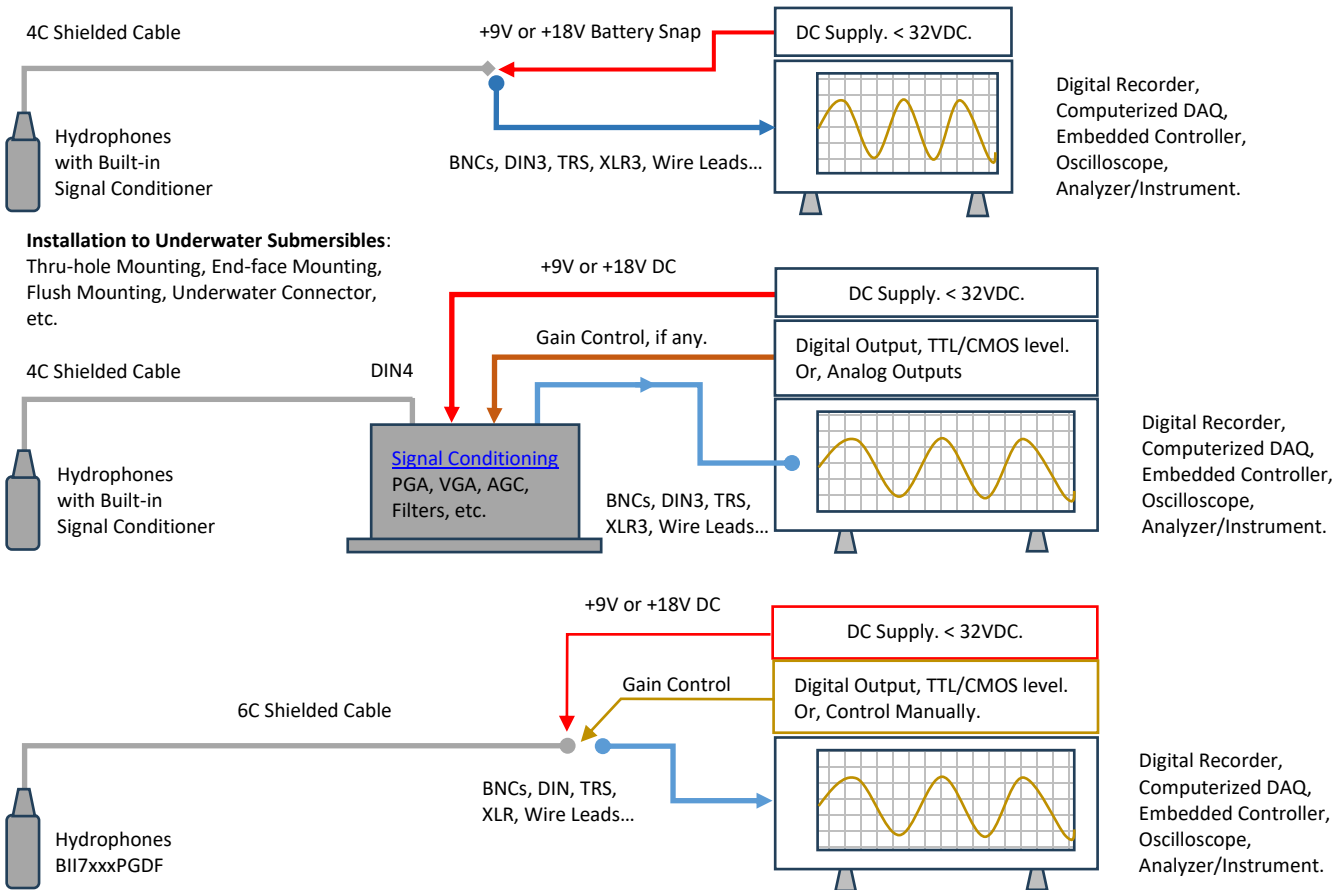 4C Shielded Cable
+9V or +18V Battery Snap
DC Supply. < 32VDC.
Hydrophones
with Built-in
Signal Conditioner
BNCs, DIN3, TRS, XLR3, Wire Leads...
Digital Recorder,
Computerized DAQ,
Embedded Controller,
Oscilloscope,
Analyzer/Instrument.
Installation to Underwater Submersibles:
Thru-hole Mounting, End-face Mounting,
Flush Mounting, Underwater Connector,
etc.
+9V or +18V DC
DC Supply. < 32VDC.
Gain Control, if any.
Digital Output, TTL/CMOS level.
Or, Analog Outputs
4C Shielded Cable
DIN4
Hydrophones
with Built-in
Signal Conditioner
Signal Conditioning
PGA, VGA, AGC,
Filters, etc.
BNCs, DIN3, TRS,
XLR3, Wire Leads...
Digital Recorder,
Computerized DAQ,
Embedded Controller,
Oscilloscope,
Analyzer/Instrument.
+9V or +18V DC
DC Supply. < 32VDC.
Gain Control
Digital Output, TTL/CMOS level.
Or, Control Manually.
6C Shielded Cable
Hydrophones
BII7xxxPGDF
BNCs, DIN, TRS,
XLR, Wire Leads...
Digital Recorder,
Computerized DAQ,
Embedded Controller,
Oscilloscope,
Analyzer/Instrument.